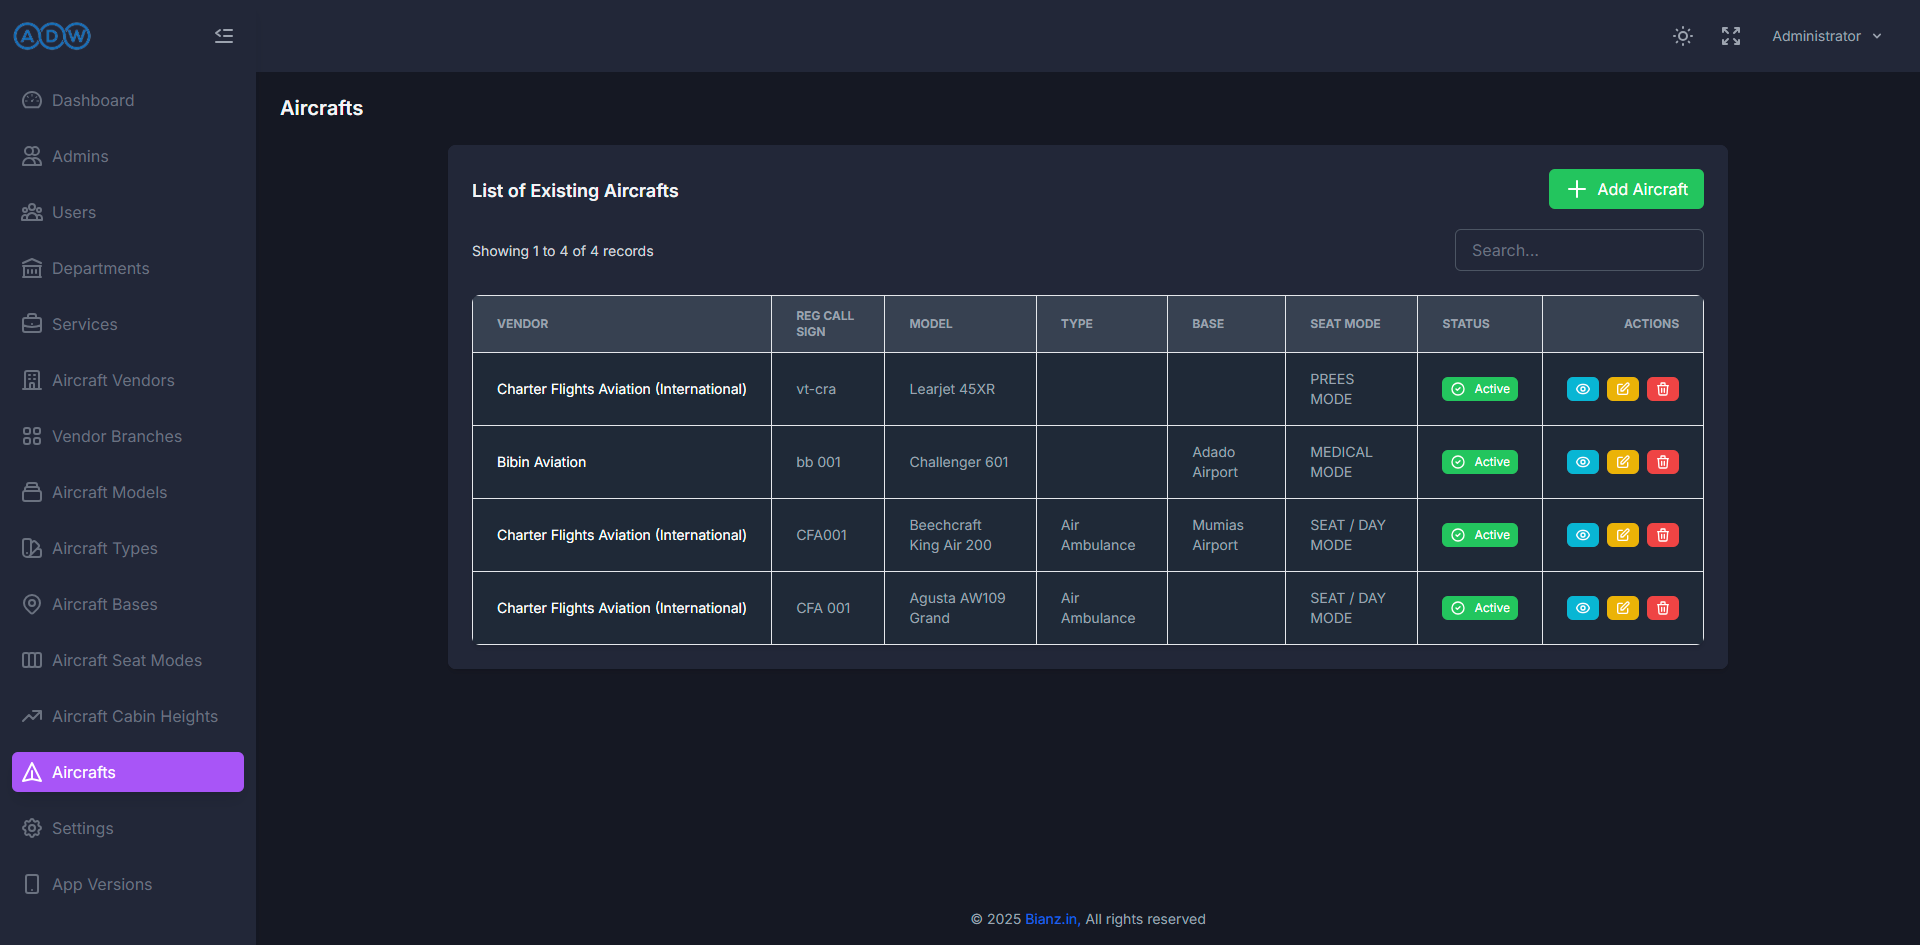 ADW
Administrator
Dashboard
Admins
Users
Departments
Services
Aircraft Vendors
Vendor Branches
Aircraft Models
Aircraft Types
Aircraft Bases
Aircraft Seat Modes
Aircraft Cabin Heights
Aircrafts
Settings
App Versions
Aircrafts
List of Existing Aircrafts
Add Aircraft
Showing 1 to 4 of 4 records
Search...
VENDOR
REG CALL
SIGN
MODEL
TYPE
BASE
SEAT MODE
STATUS
ACTIONS
Charter Flights Aviation (International)
vt-cra
Learjet 45XR
PREES
MODE
Active
Bibin Aviation
bb 001
Challenger 601
Adado
Airport
MEDICAL
MODE
Active
Charter Flights Aviation (International)
CFA001
Beechcraft
King Air 200
Air
Ambulance
Mumias
Airport
SEAT / DAY
MODE
Active
Charter Flights Aviation (International)
CFA 001
Agusta AW109
Grand
Air
Ambulance
SEAT / DAY
MODE
Active
© 2025 Bianz.in, All rights reserved